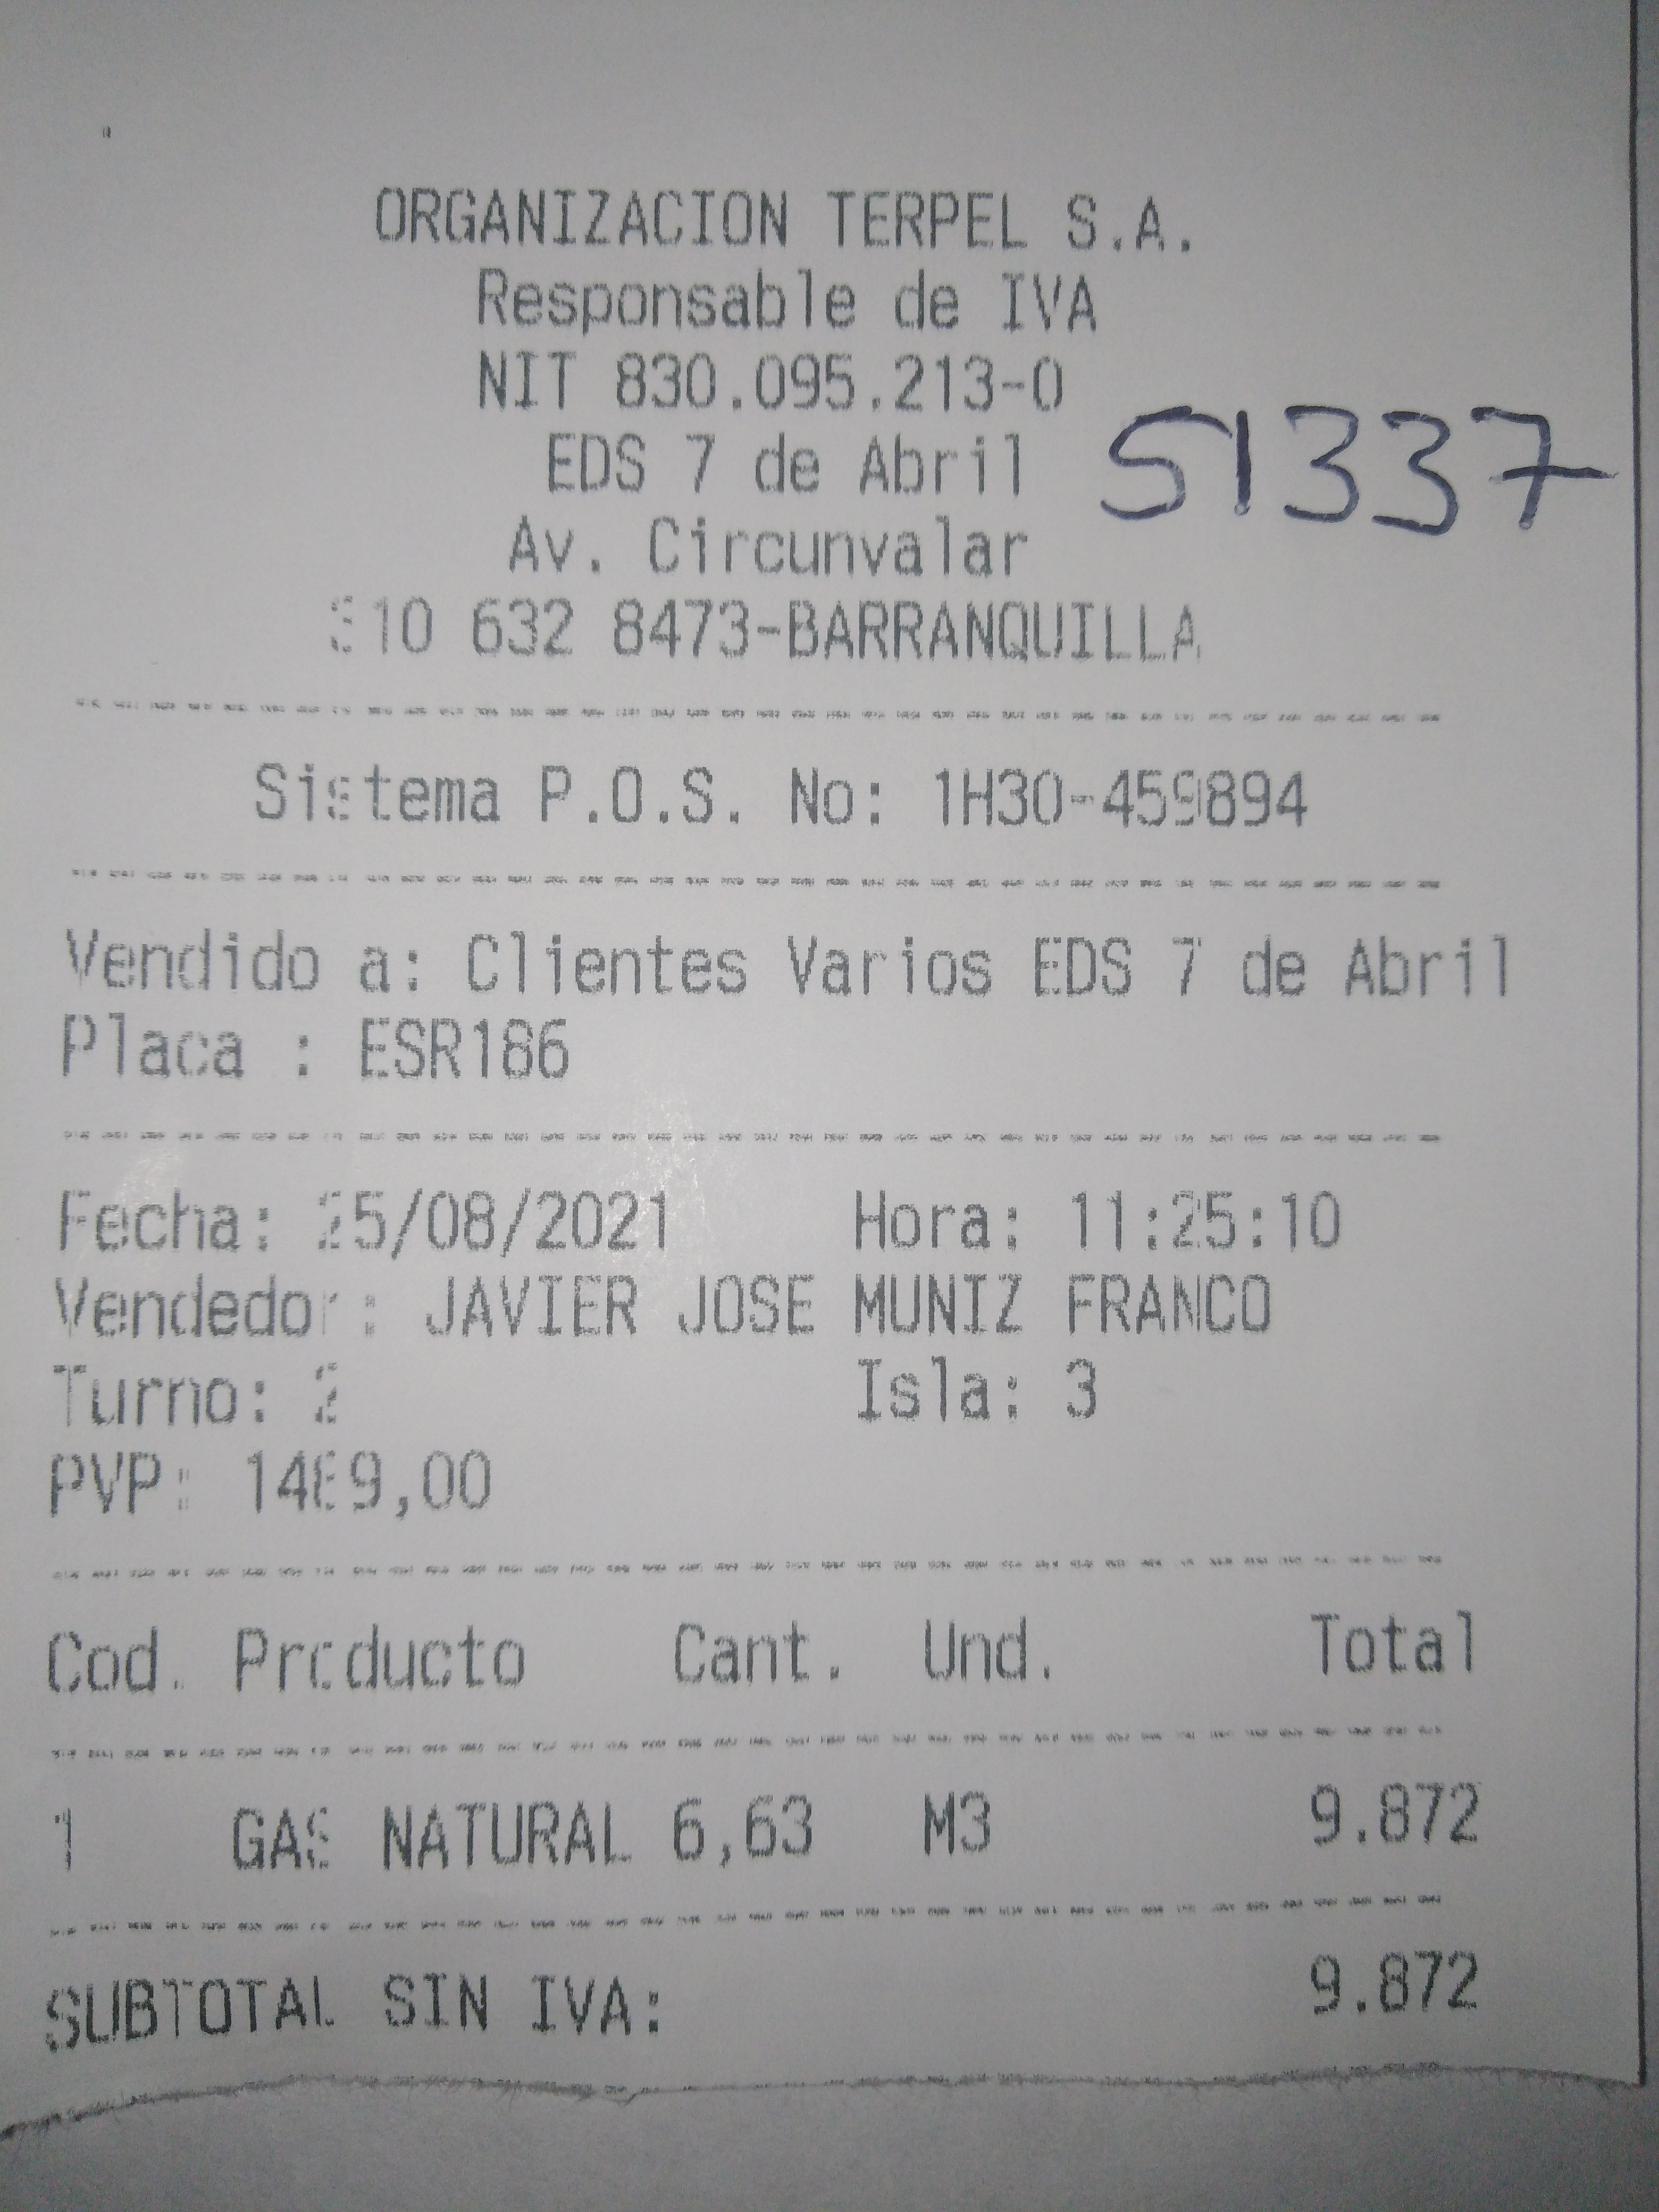 ORGANIZACION TERPEL S.A.
Responsable de IVA
NIT 830.095.213-0
EDS 7 de Abril
51337
Av. Circunvalar
310 632 8473-BARRANQUILLA
Sistema P.O.S. No: 1H30-459894
Vendido a: Clientes Varios EDS 7 de Abril
Placa : ESR186
Fecha: 25/08/2021 Hora: 11:25:10
Vendedor: JAVIER JOSE MUNIZ FRANCO
Turno: 2 Isla: 3
PVP: 1489,00
Cod. Producto Cant. Und. Total
1 GAS NATURAL 6,63 M3 9.872
SUBTOTAL SIN IVA: 9.872